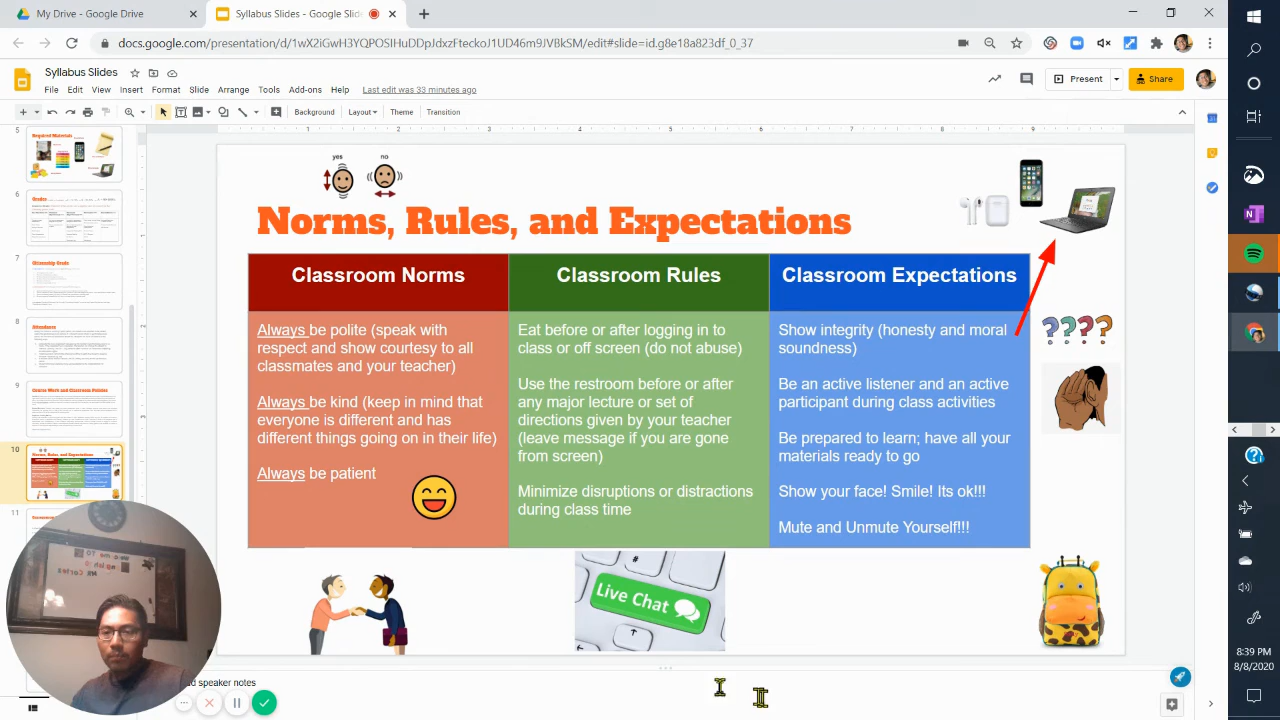 My Drive - Google Drive
Syllabus Slides - Google Slid
docs.google.com/presentation/d/1wX2iGwH3YQPOSIHuDDpJdxzFteckoJ1UD46m9JVBkSM/edit#slide=id.g8e18a823df_0_37
Syllabus Slides
File Edit View Insert Format Slide Arrange Tools Add-ons Help Last edit was 33 minutes ago
Present
Share
Background Layout Theme Transition
5
Required Materials
6
Grades
7
Citizenship Grade
8
Attendance
9
Course Work and Classroom Policies
Norms, Rules, and Expectations
11
yes no
Norms, Rules and Expectations
Classroom Norms
Always be polite (speak with
respect and show courtesy to all
classmates and your teacher)
Always be kind (keep in mind that
everyone is different and has
different things going on in their life)
Always be patient
Classroom Rules
Eat before or after logging in to
class or off screen (do not abuse)
Use the restroom before or after
any major lecture or set of
is given by your teacher
(leave message if you are gone
from screen)
Minimize disruptions or distractions
during class time
Classroom Expectations
Show integrity (honesty and moral
soundness)
Be an active listener and an active
participant during class activities
Be prepared to learn; have all your
materials ready to go
Show your face! Smile! Its ok!!!
Mute and Unmute Yourself!!!
????
#
Live Chat
speaker notes
8:39 PM
8/8/2020